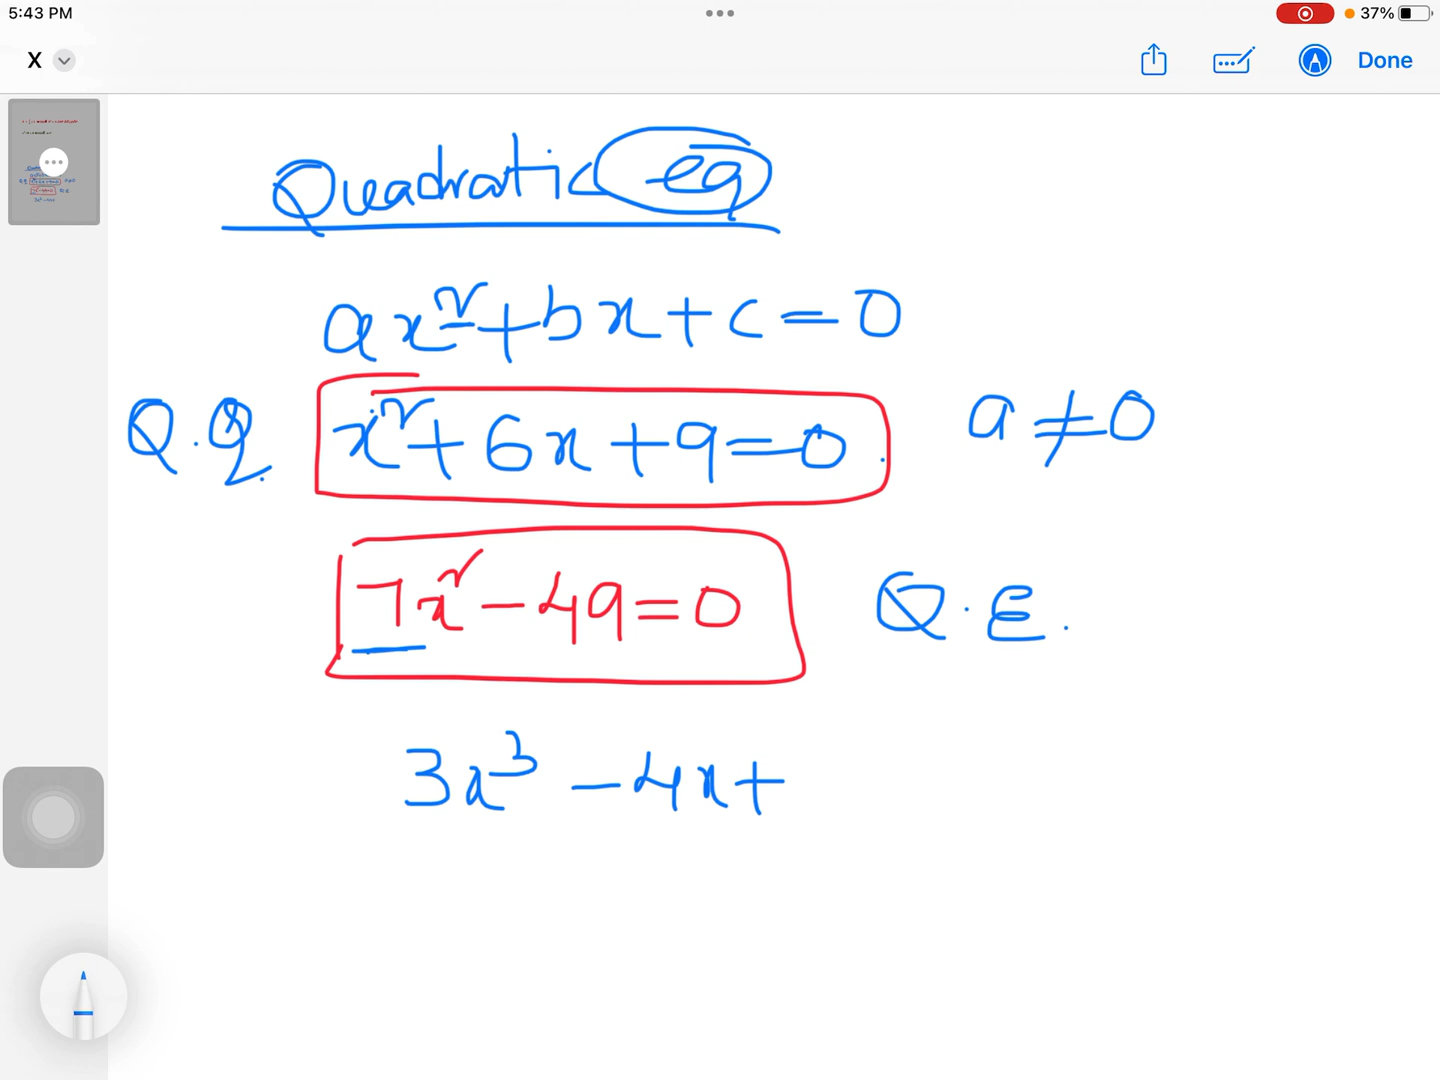 5:43 PM
37%
X
Done
Quadratic eq
ax²+bx+c=0
Q.Q. x²+6x+9=0. a≠0
7x²-49=0 Q.E.
3x³-4x+